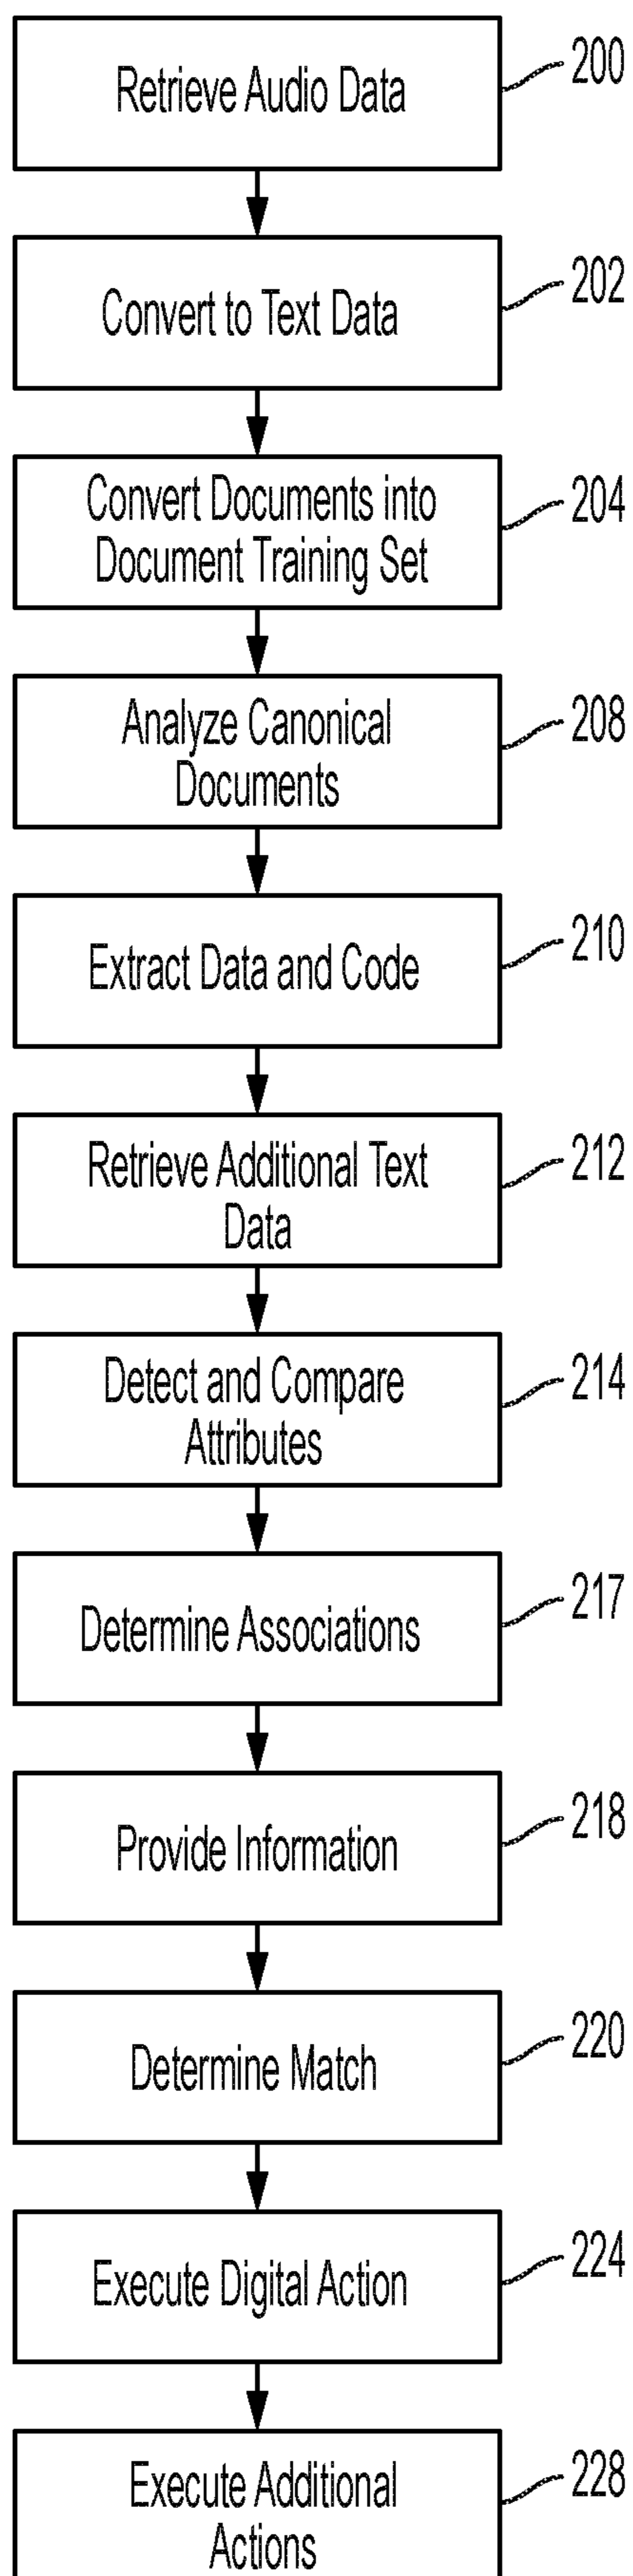 Retrieve Audio Data
200
Convert to Text Data
202
Convert Documents into
Document Training Set
204
Analyze Canonical
Documents
208
Extract Data and Code
210
Retrieve Additional Text
Data
212
Detect and Compare
Attributes
214
Determine Associations
217
Provide Information
218
Determine Match
220
Execute Digital Action
224
Execute Additional
Actions
228